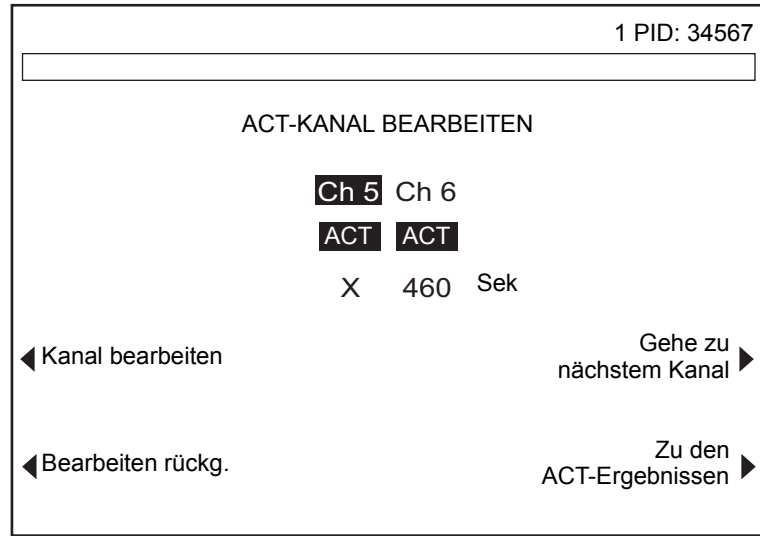 1 PID: 34567
ACT-KANAL BEARBEITEN
Ch 5 Ch 6
ACT ACT
X 460 Sek
Kanal bearbeiten
Gehe zu
nächstem Kanal
Bearbeiten rückg.
Zu den
ACT-Ergebnissen